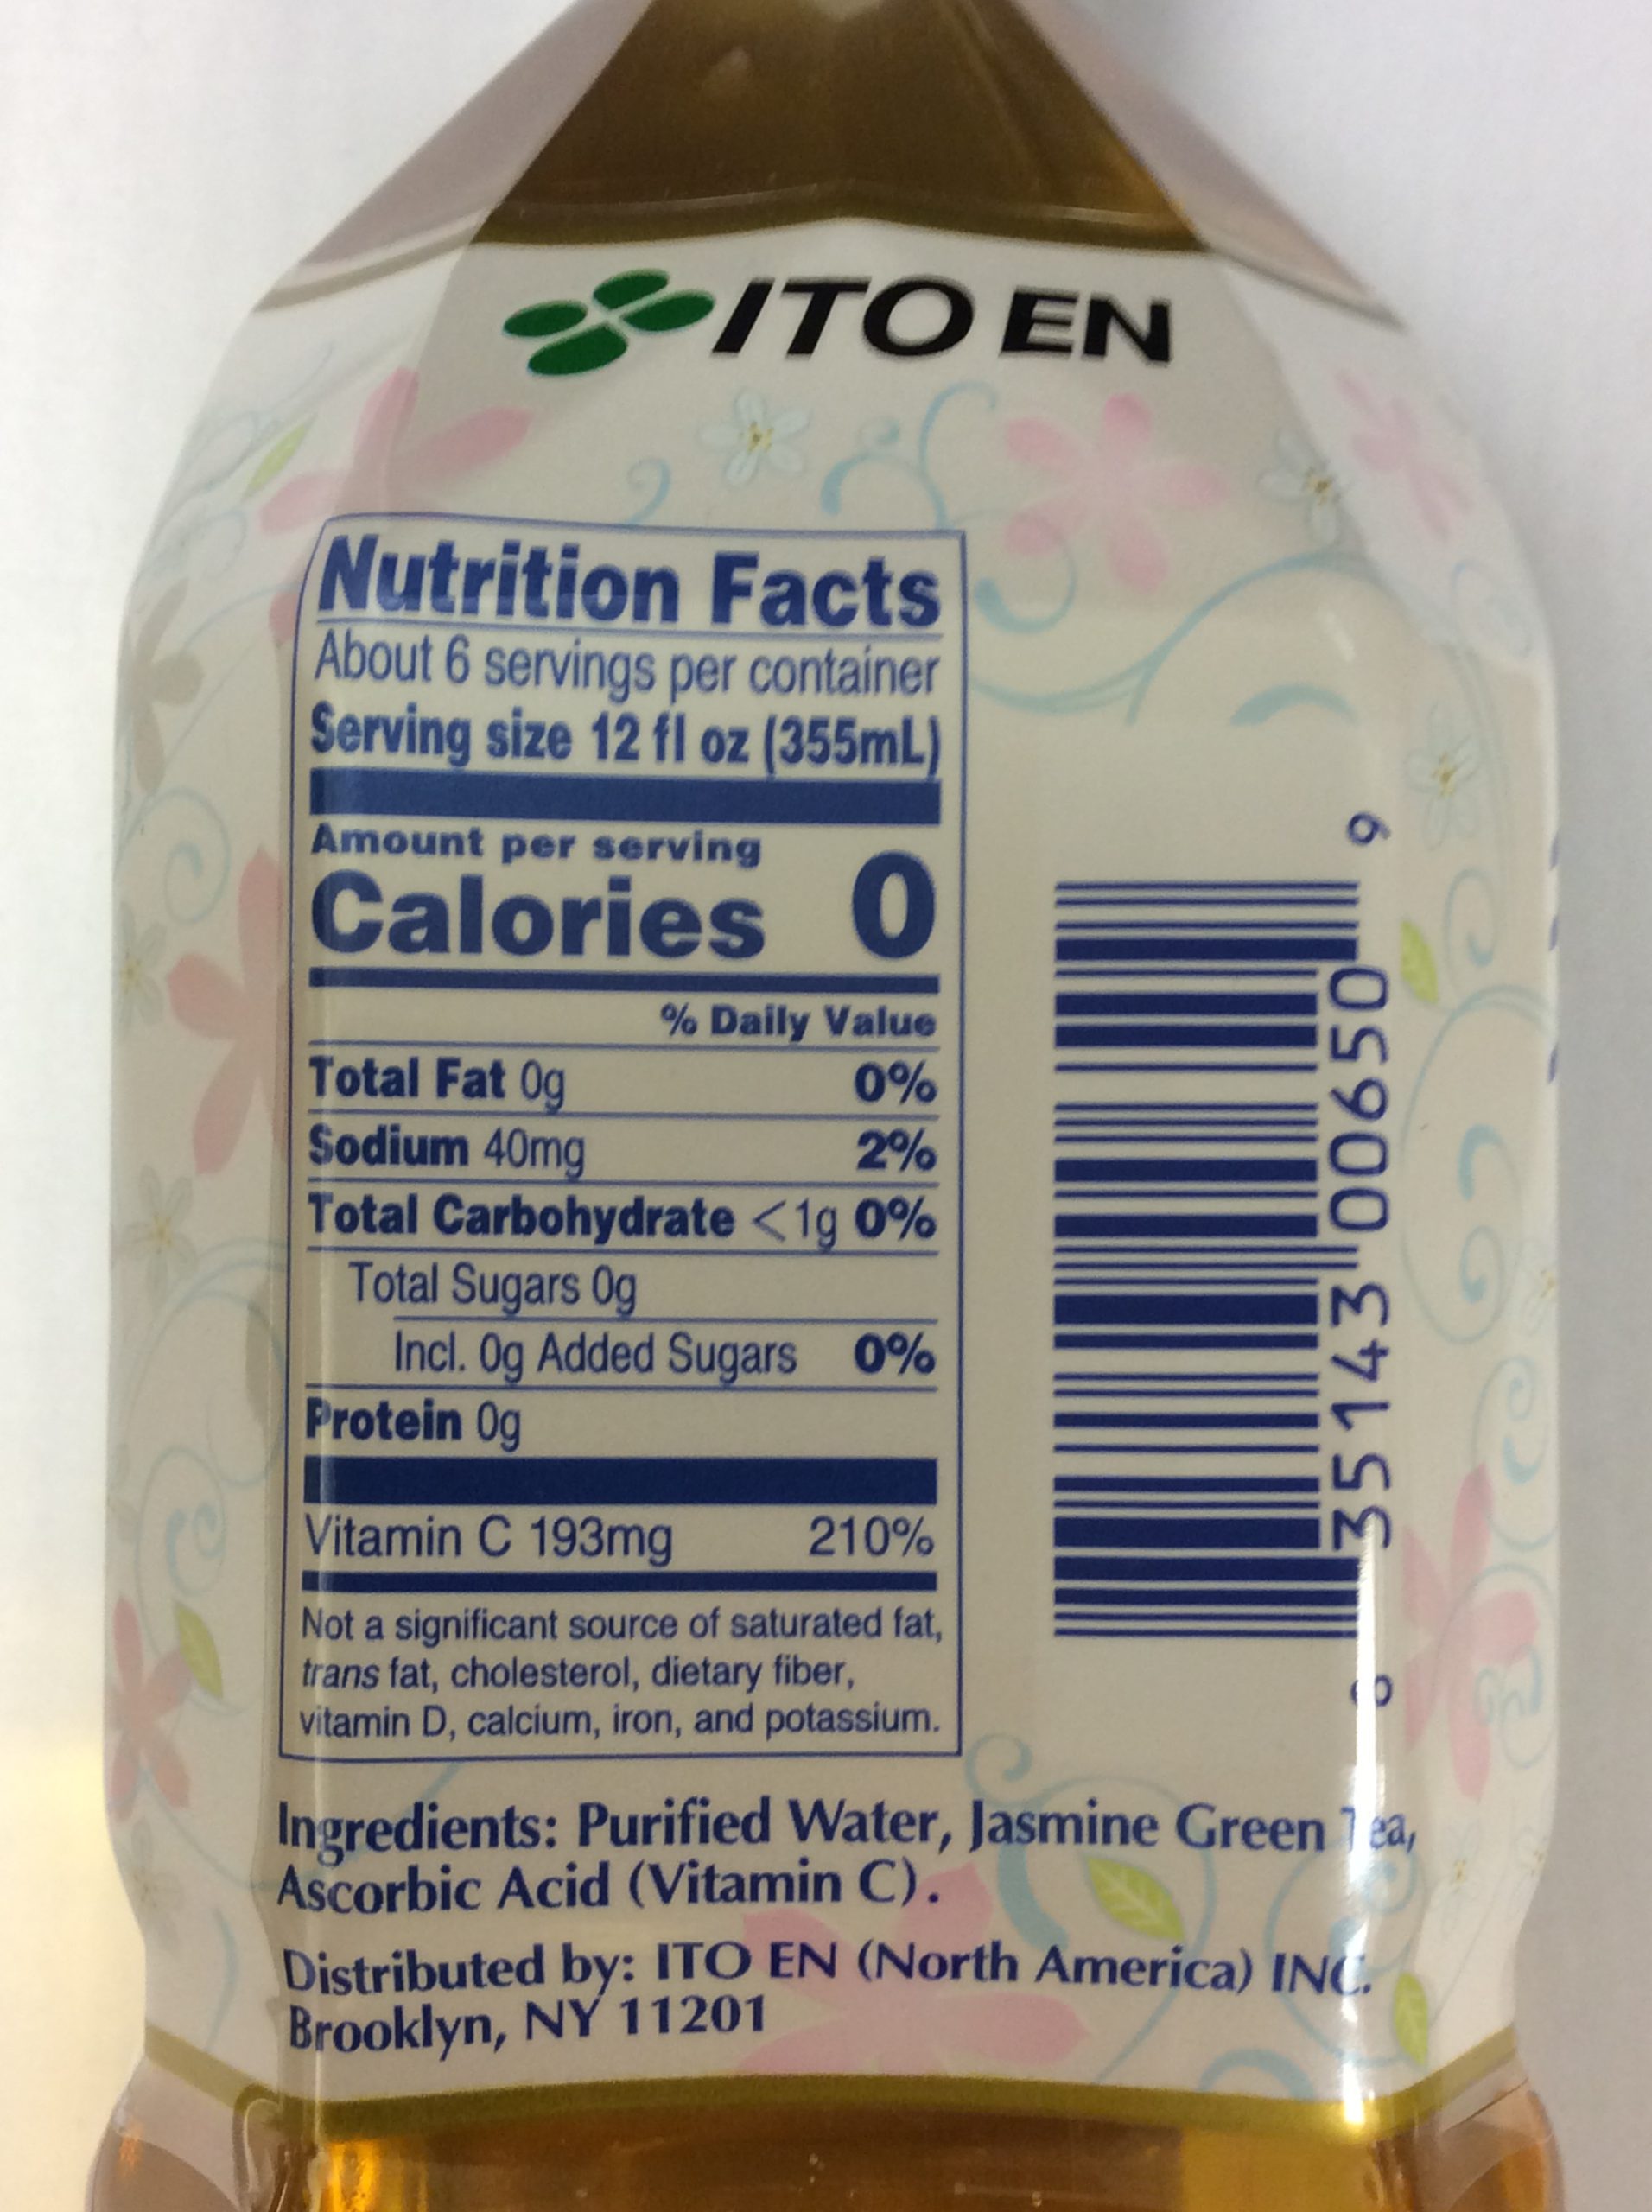 ITO EN
Nutrition Facts
About 6 servings per container
Serving size 12 fl oz (355mL)
Amount per serving
Calories 0
% Daily Value
Total Fat 0g 0%
Sodium 40mg 2%
Total Carbohydrate <1g 0%
Total Sugars 0g
Incl. 0g Added Sugars 0%
Protein 0g
Vitamin C 193mg 210%
Not a significant source of saturated fat,
trans fat, cholesterol, dietary fiber,
vitamin D, calcium, iron, and potassium.
8 35143 00650 9
Ingredients: Purified Water, Jasmine Green Tea,
Ascorbic Acid (Vitamin C).
Distributed by: ITO EN (North America) INC.
Brooklyn, NY 11201